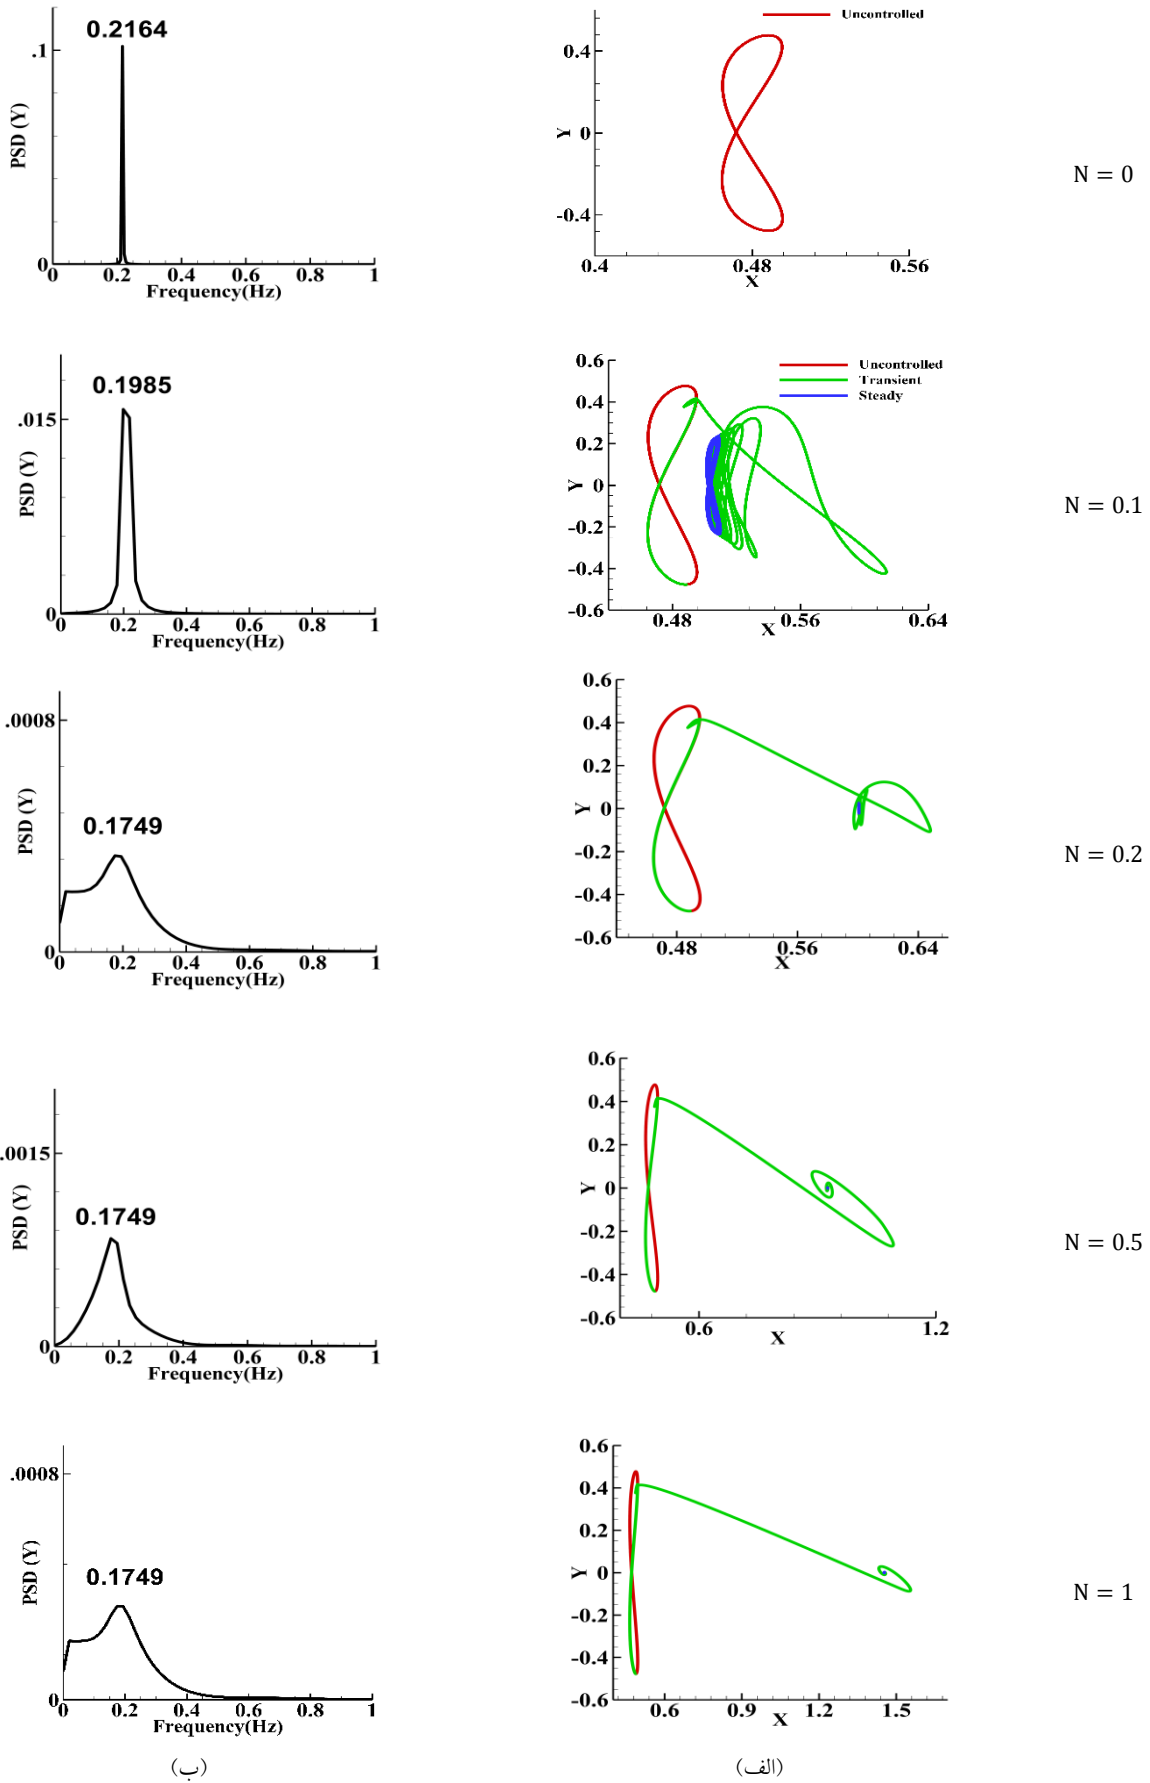 0.2164
.1
0
PSD (Y)
0 0.2 0.4 0.6 0.8 1
Frequency(Hz)
Uncontrolled
0.4
0
-0.4
Y
0.4 0.48 0.56
X
N = 0
0.1985
.015
0
PSD (Y)
0 0.2 0.4 0.6 0.8 1
Frequency(Hz)
Uncontrolled
Transient
Steady
0.6
0.4
0.2
0
-0.2
-0.4
-0.6
Y
0.48 0.56 0.64
X
N = 0.1
.0008
0.1749
0
PSD (Y)
0 0.2 0.4 0.6 0.8 1
Frequency(Hz)
0.6
0.4
0.2
0
-0.2
-0.4
-0.6
Y
0.48 0.56 0.64
X
N = 0.2
.0015
0.1749
0
PSD (Y)
0 0.2 0.4 0.6 0.8 1
Frequency(Hz)
0.6
0.4
0.2
0
-0.2
-0.4
-0.6
Y
0.6 1.2
X
N = 0.5
.0008
0.1749
0
PSD (Y)
0 0.2 0.4 0.6 0.8 1
Frequency(Hz)
0.6
0.4
0.2
0
-0.2
-0.4
-0.6
Y
0.6 0.9 1.2 1.5
X
N = 1
(الف)
(ب)